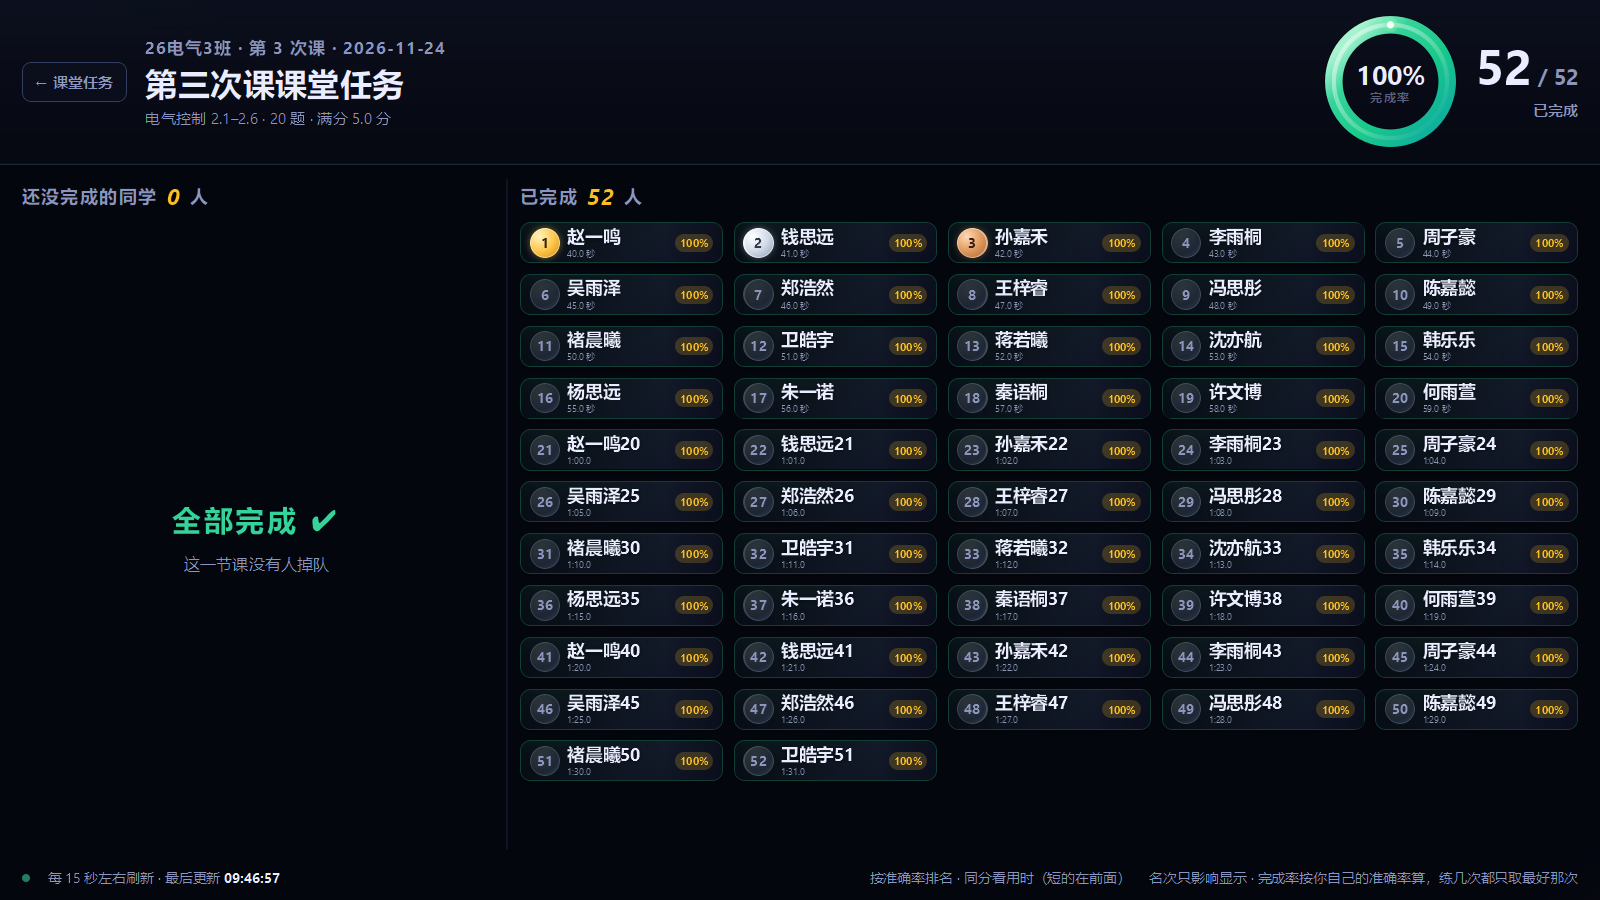 ← 课堂任务
26电气3班 · 第 3 次课 · 2026-11-24
第三次课课堂任务
电气控制 2.1–2.6 · 20 题 · 满分 5.0 分
100%
完成率
52 / 52
已完成
还没完成的同学 0 人
全部完成 ✔
这一节课没有人掉队
已完成 52 人
1 赵一鸣 100%
40.0 秒
2 钱思远 100%
41.0 秒
3 孙嘉禾 100%
42.0 秒
4 李雨桐 100%
43.0 秒
5 周子豪 100%
44.0 秒
6 吴雨泽 100%
45.0 秒
7 郑浩然 100%
46.0 秒
8 王梓睿 100%
47.0 秒
9 冯思彤 100%
48.0 秒
10 陈嘉懿 100%
49.0 秒
11 褚晨曦 100%
50.0 秒
12 卫皓宇 100%
51.0 秒
13 蒋若曦 100%
52.0 秒
14 沈亦航 100%
53.0 秒
15 韩乐乐 100%
54.0 秒
16 杨思远 100%
55.0 秒
17 朱一诺 100%
56.0 秒
18 秦语桐 100%
57.0 秒
19 许文博 100%
58.0 秒
20 何雨萱 100%
59.0 秒
21 赵一鸣20 100%
1:00.0
22 钱思远21 100%
1:01.0
23 孙嘉禾22 100%
1:02.0
24 李雨桐23 100%
1:03.0
25 周子豪24 100%
1:04.0
26 吴雨泽25 100%
1:05.0
27 郑浩然26 100%
1:06.0
28 王梓睿27 100%
1:07.0
29 冯思彤28 100%
1:08.0
30 陈嘉懿29 100%
1:09.0
31 褚晨曦30 100%
1:10.0
32 卫皓宇31 100%
1:11.0
33 蒋若曦32 100%
1:12.0
34 沈亦航33 100%
1:13.0
35 韩乐乐34 100%
1:14.0
36 杨思远35 100%
1:15.0
37 朱一诺36 100%
1:16.0
38 秦语桐37 100%
1:17.0
39 许文博38 100%
1:18.0
40 何雨萱39 100%
1:19.0
41 赵一鸣40 100%
1:20.0
42 钱思远41 100%
1:21.0
43 孙嘉禾42 100%
1:22.0
44 李雨桐43 100%
1:23.0
45 周子豪44 100%
1:24.0
46 吴雨泽45 100%
1:25.0
47 郑浩然46 100%
1:26.0
48 王梓睿47 100%
1:27.0
49 冯思彤48 100%
1:28.0
50 陈嘉懿49 100%
1:29.0
51 褚晨曦50 100%
1:30.0
52 卫皓宇51 100%
1:31.0
每 15 秒左右刷新 · 最后更新 09:46:57
按准确率排名 · 同分看用时（短的在前面）
名次只影响显示 · 完成率按你自己的准确率算，练几次都只取最好那次